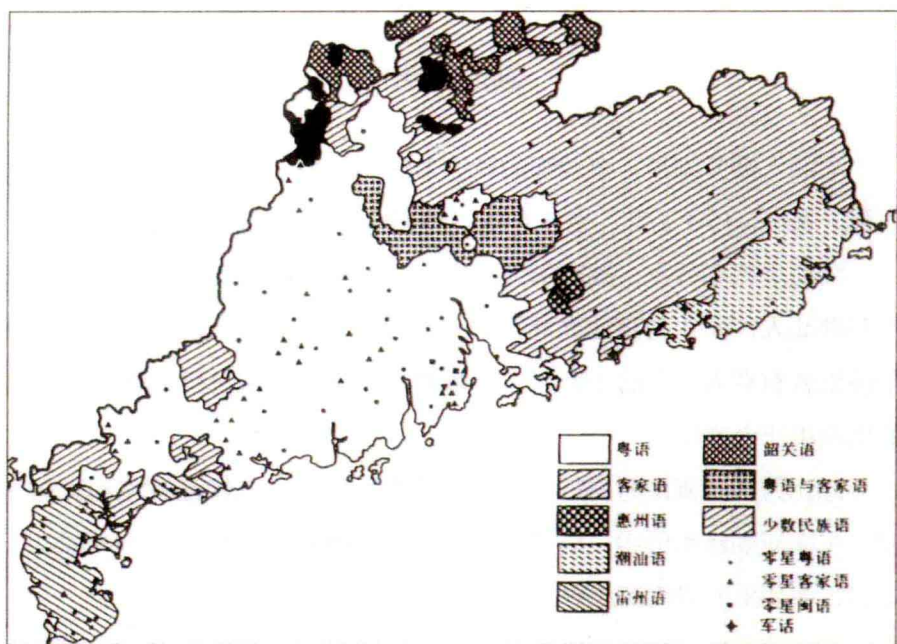 粤语
客家语
惠州语
潮汕语
雷州语
韶关语
粤语与客家语
少数民族语
零星粤语
零星客家语
零星闽语
军话